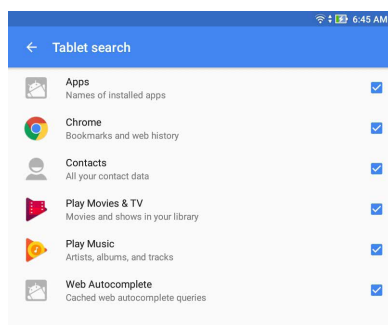 6:45 AM
Tablet search
Apps
Names of installed apps
Chrome
Bookmarks and web history
Contacts
All your contact data
Play Movies & TV
Movies and shows in your library
Play Music
Artists, albums, and tracks
Web Autocomplete
Cached web autocomplete queries